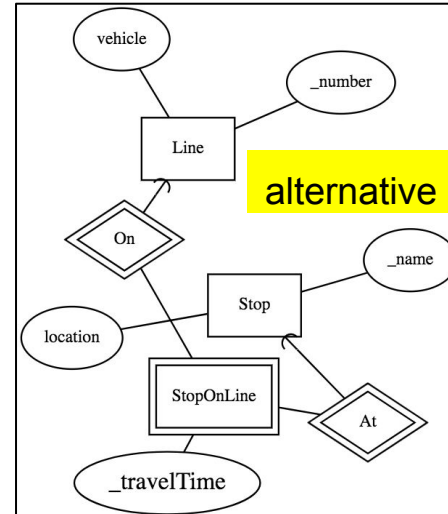 vehicle
_number
Line
alternative
On
_name
Stop
location
StopOnLine
At
_travelTime